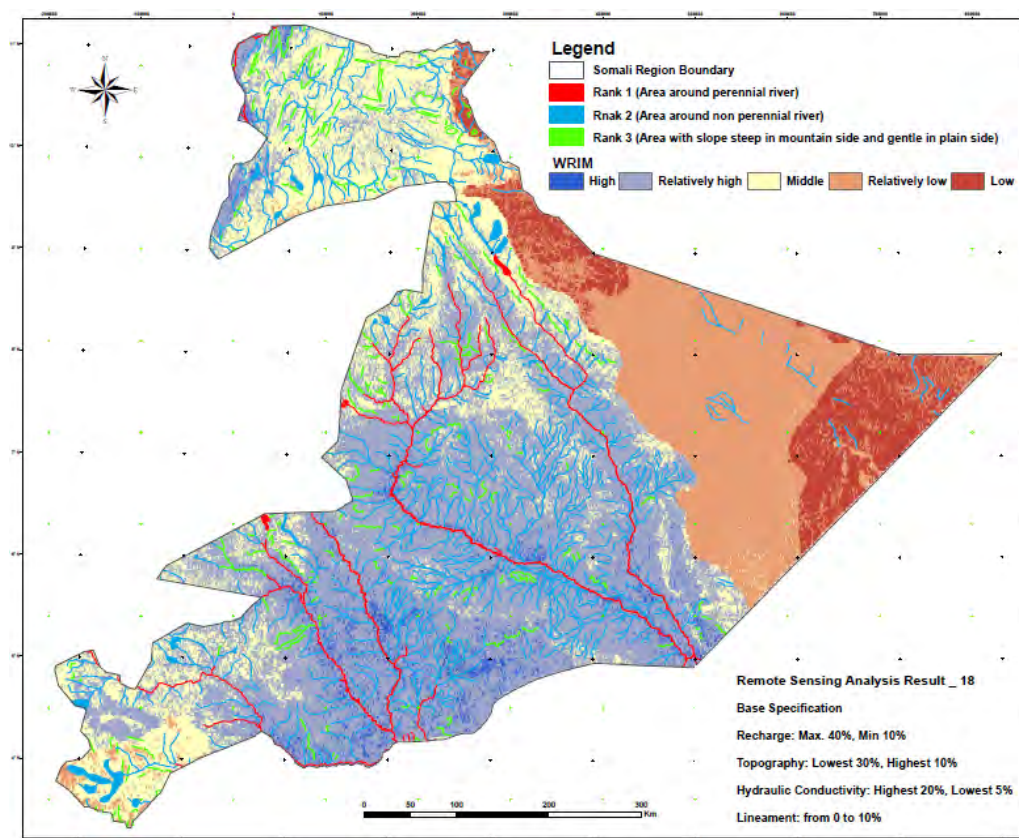 Legend
Somali Region Boundary
Rank 1 (Area around perennial river)
Rnak 2 (Area around non perennial river)
Rank 3 (Area with slope steep in mountain side and gentle in plain side)
WRIM
High
Relatively high
Middle
Relatively low
Low
N
W
E
S
Remote Sensing Analysis Result _ 18
Base Specification
Recharge: Max. 40%, Min 10%
Topography: Lowest 30%, Highest 10%
Hydraulic Conductivity: Highest 20%, Lowest 5%
Lineament: from 0 to 10%
0 50 100 200 300
Km